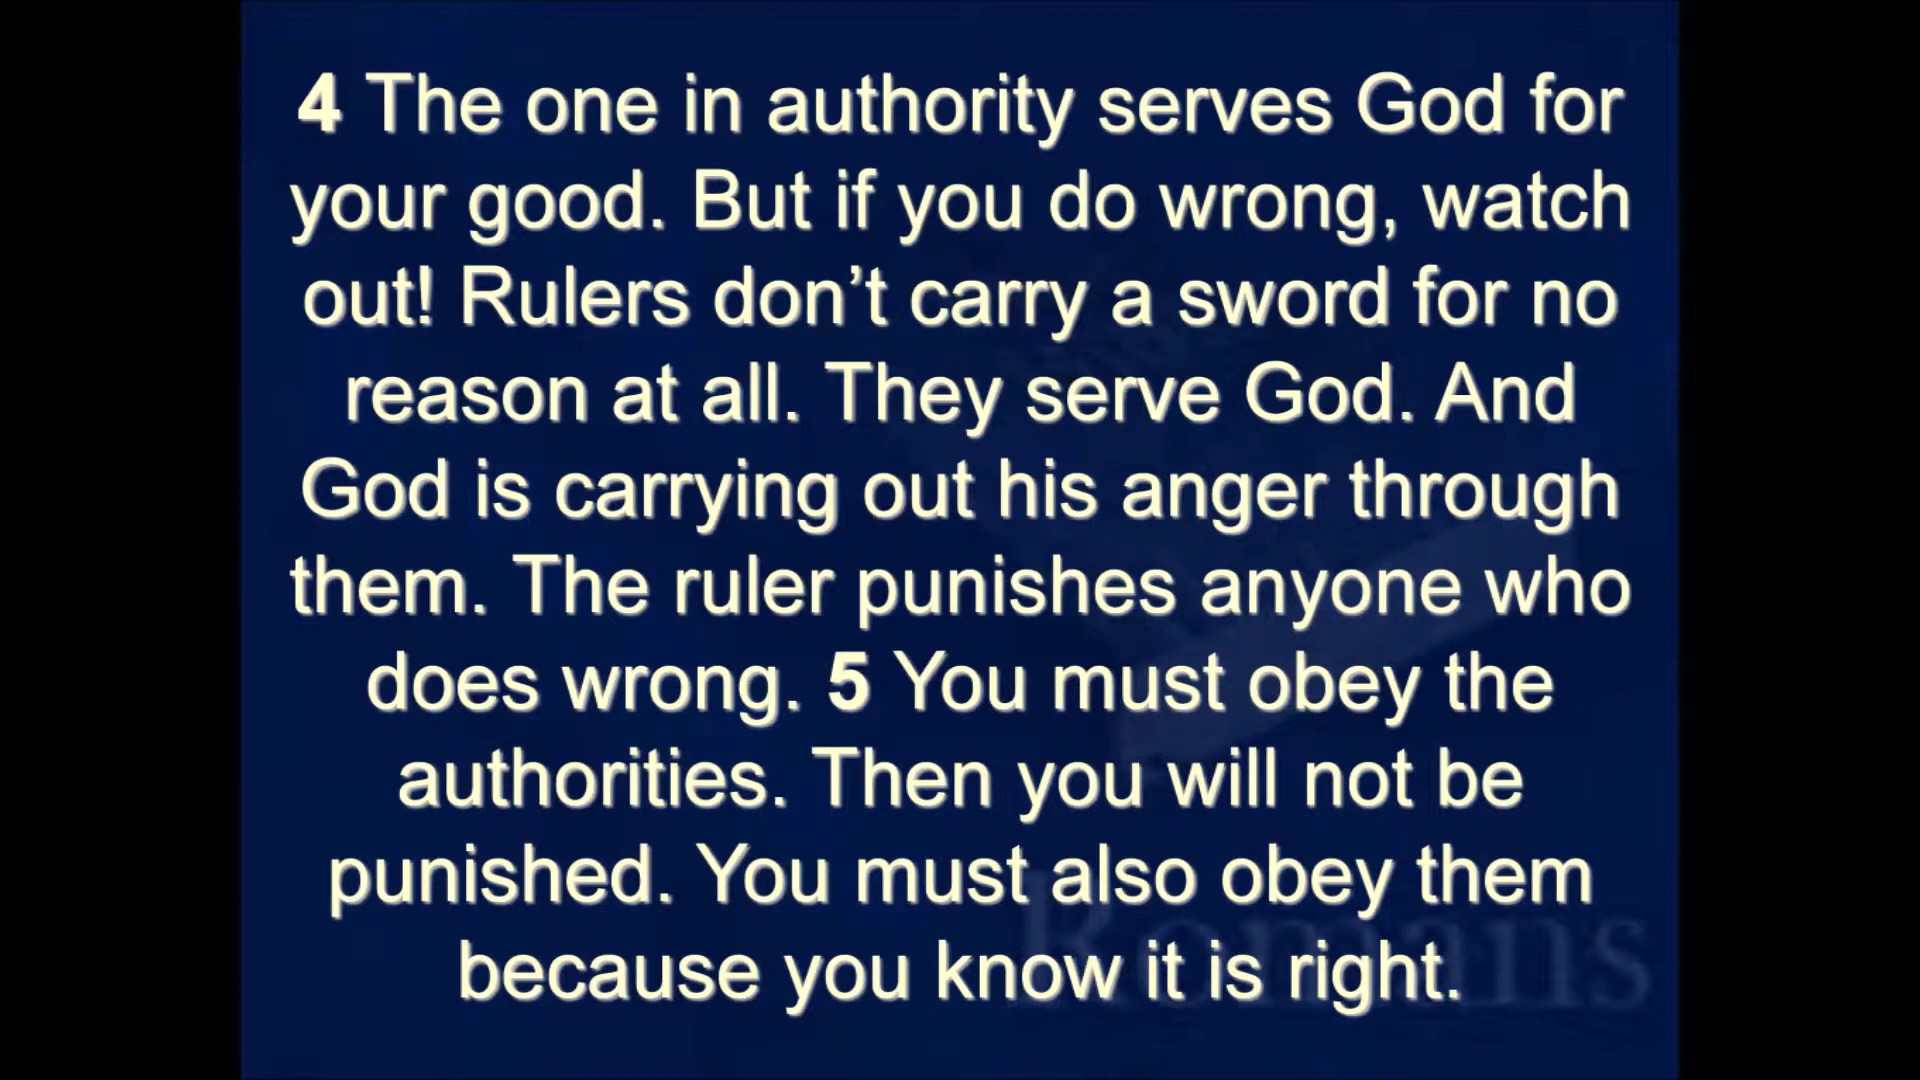 4 The one in authority serves God for
your good. But if you do wrong, watch
out! Rulers don’t carry a sword for no
reason at all. They serve God. And
God is carrying out his anger through
them. The ruler punishes anyone who
does wrong. 5 You must obey the
authorities. Then you will not be
punished. You must also obey them
because you know it is right.
Romans